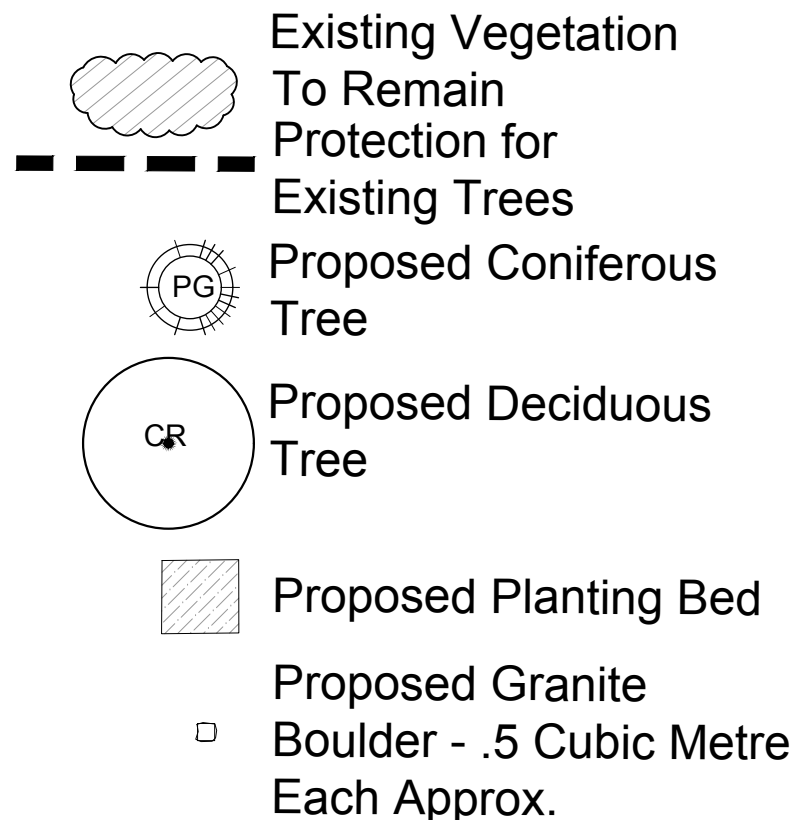 Existing Vegetation
To Remain
Protection for
Existing Trees
PG
Proposed Coniferous
Tree
CR
Proposed Deciduous
Tree
Proposed Planting Bed
Proposed Granite
Boulder - .5 Cubic Metre
Each Approx.